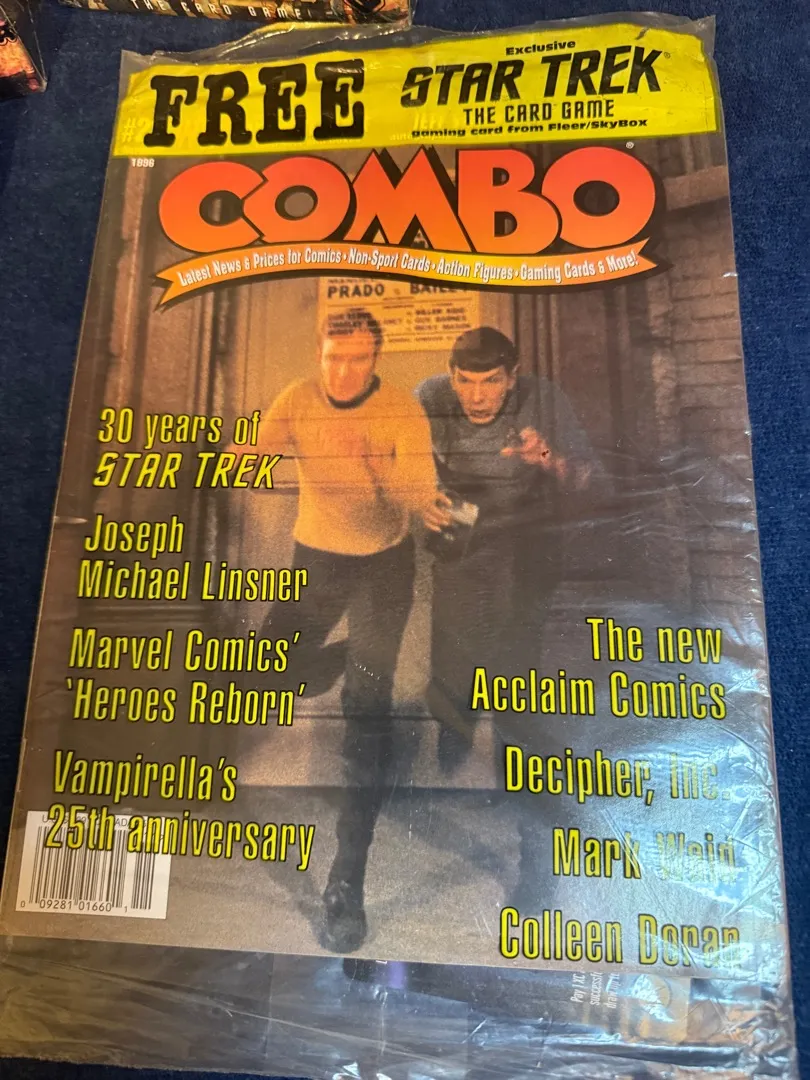 THE CARD GAME
FREE
Exclusive
STAR TREK®
THE CARD GAME
gaming card from Fleer/SkyBox
1996
COMBO®
Latest News & Prices for Comics • Non-Sport Cards • Action Figures • Gaming Cards & More!
PRADO
30 years of
STAR TREK
Joseph
Michael Linsner
Marvel Comics'
'Heroes Reborn'
Vampirella's
25th anniversary
The new
Acclaim Comics
Decipher, Inc.
Mark Waid
Colleen Doran
0 09281 01660 1